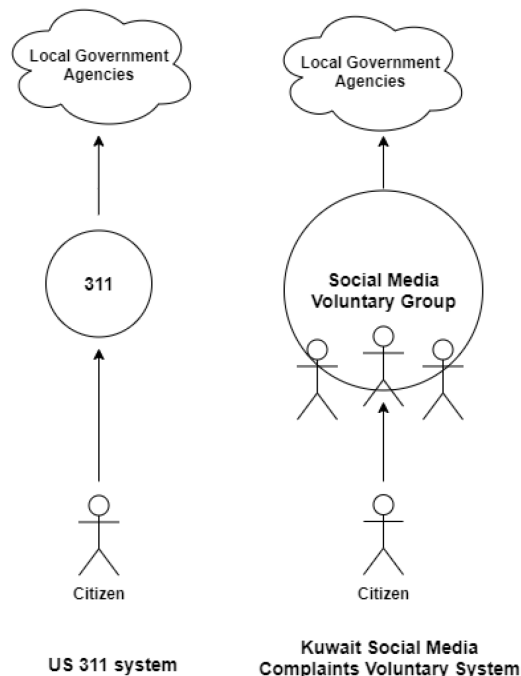 Local Government
Agencies
311
Citizen
US 311 system
Local Government
Agencies
Social Media
Voluntary Group
Citizen
Kuwait Social Media
Complaints Voluntary System